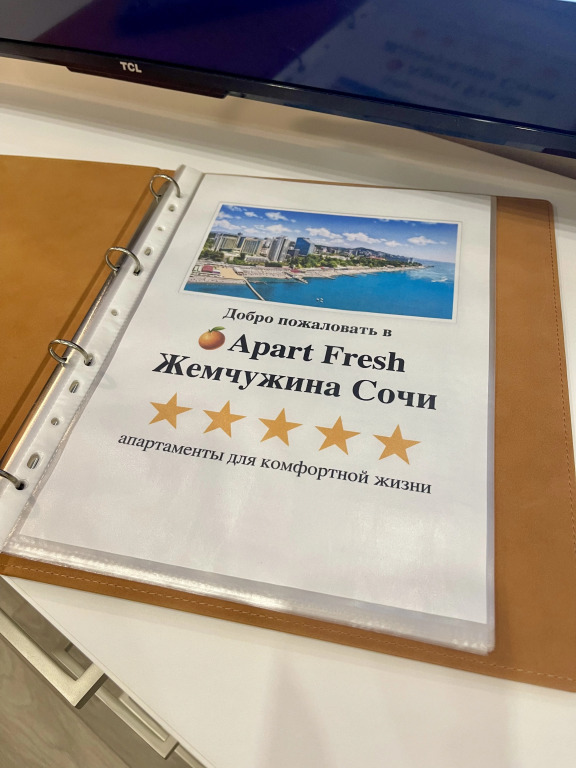 TCL
Добро пожаловать в
Apart Fresh
Жемчужина Сочи
апартаменты для комфортной жизни